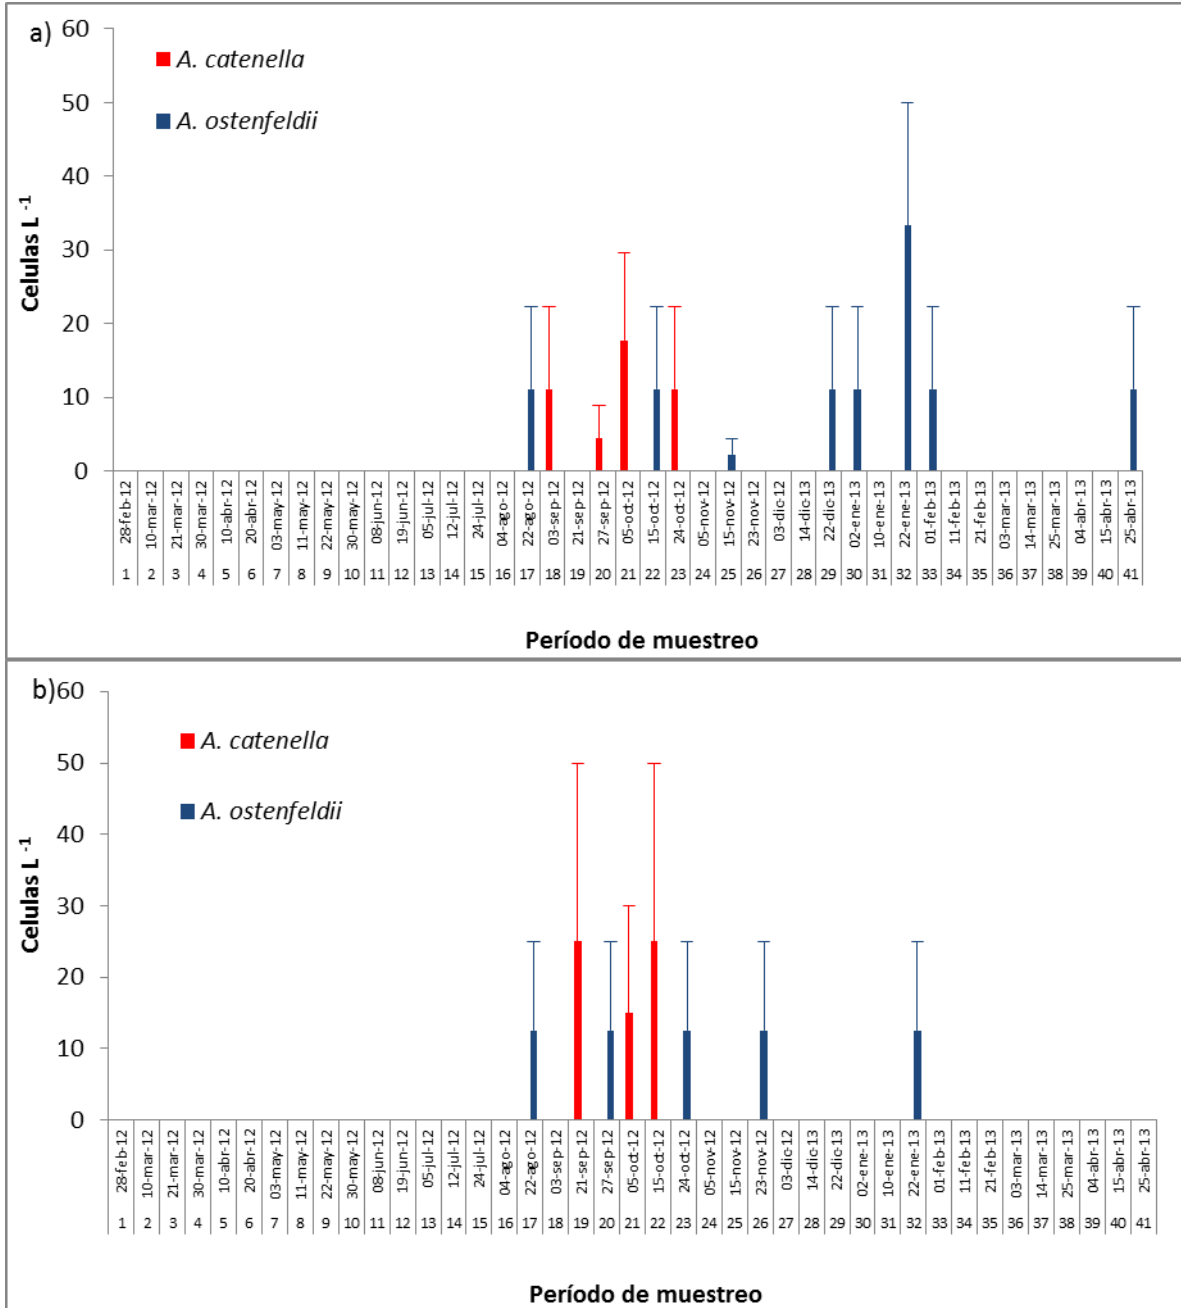 a)
60
50
40
30
20
10
0
Celulas L -1
A. catenella
A. ostenfeldii
28-feb-12 10-mar-12 21-mar-12 30-mar-12 10-abr-12 20-abr-12 03-may-12 11-may-12 22-may-12 30-may-12 08-jun-12 19-jun-12 05-jul-12 12-jul-12 24-jul-12 04-ago-12 22-ago-12 03-sep-12 21-sep-12 27-sep-12 05-oct-12 15-oct-12 24-oct-12 05-nov-12 15-nov-12 23-nov-12 03-dic-12 14-dic-13 22-dic-13 02-ene-13 10-ene-13 22-ene-13 01-feb-13 11-feb-13 21-feb-13 03-mar-13 14-mar-13 25-mar-13 04-abr-13 15-abr-13 25-abr-13
1 2 3 4 5 6 7 8 9 10 11 12 13 14 15 16 17 18 19 20 21 22 23 24 25 26 27 28 29 30 31 32 33 34 35 36 37 38 39 40 41
Período de muestreo
b)
60
50
40
30
20
10
0
Celulas L -1
A. catenella
A. ostenfeldii
28-feb-12 10-mar-12 21-mar-12 30-mar-12 10-abr-12 20-abr-12 03-may-12 11-may-12 22-may-12 30-may-12 08-jun-12 19-jun-12 05-jul-12 12-jul-12 24-jul-12 04-ago-12 22-ago-12 03-sep-12 21-sep-12 27-sep-12 05-oct-12 15-oct-12 24-oct-12 05-nov-12 15-nov-12 23-nov-12 03-dic-12 14-dic-13 22-dic-13 02-ene-13 10-ene-13 22-ene-13 01-feb-13 11-feb-13 21-feb-13 03-mar-13 14-mar-13 25-mar-13 04-abr-13 15-abr-13 25-abr-13
1 2 3 4 5 6 7 8 9 10 11 12 13 14 15 16 17 18 19 20 21 22 23 24 25 26 27 28 29 30 31 32 33 34 35 36 37 38 39 40 41
Período de muestreo